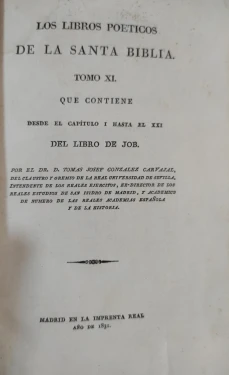 LOS LIBROS POETICOS
DE LA SANTA BIBLIA.
TOMO XI.
QUE CONTIENE
DESDE EL CAPÍTULO I HASTA EL XXI
DEL LIBRO DE JOB.
POR EL DR. D. TOMAS JOSEF GONZALEZ CARVAJAL,
DEL CLAUSTRO Y GREMIO DE LA REAL UNIVERSIDAD DE SEVILLA,
INTENDENTE DE LOS REALES EJERCITOS, EX-DIRECTOR DE LOS
REALES ESTUDIOS DE SAN ISIDRO DE MADRID, Y ACADEMICO
DE NUMERO DE LAS REALES ACADEMIAS ESPAÑOLA
Y DE LA HISTORIA.
MADRID EN LA IMPRENTA REAL
AÑO DE 1831.